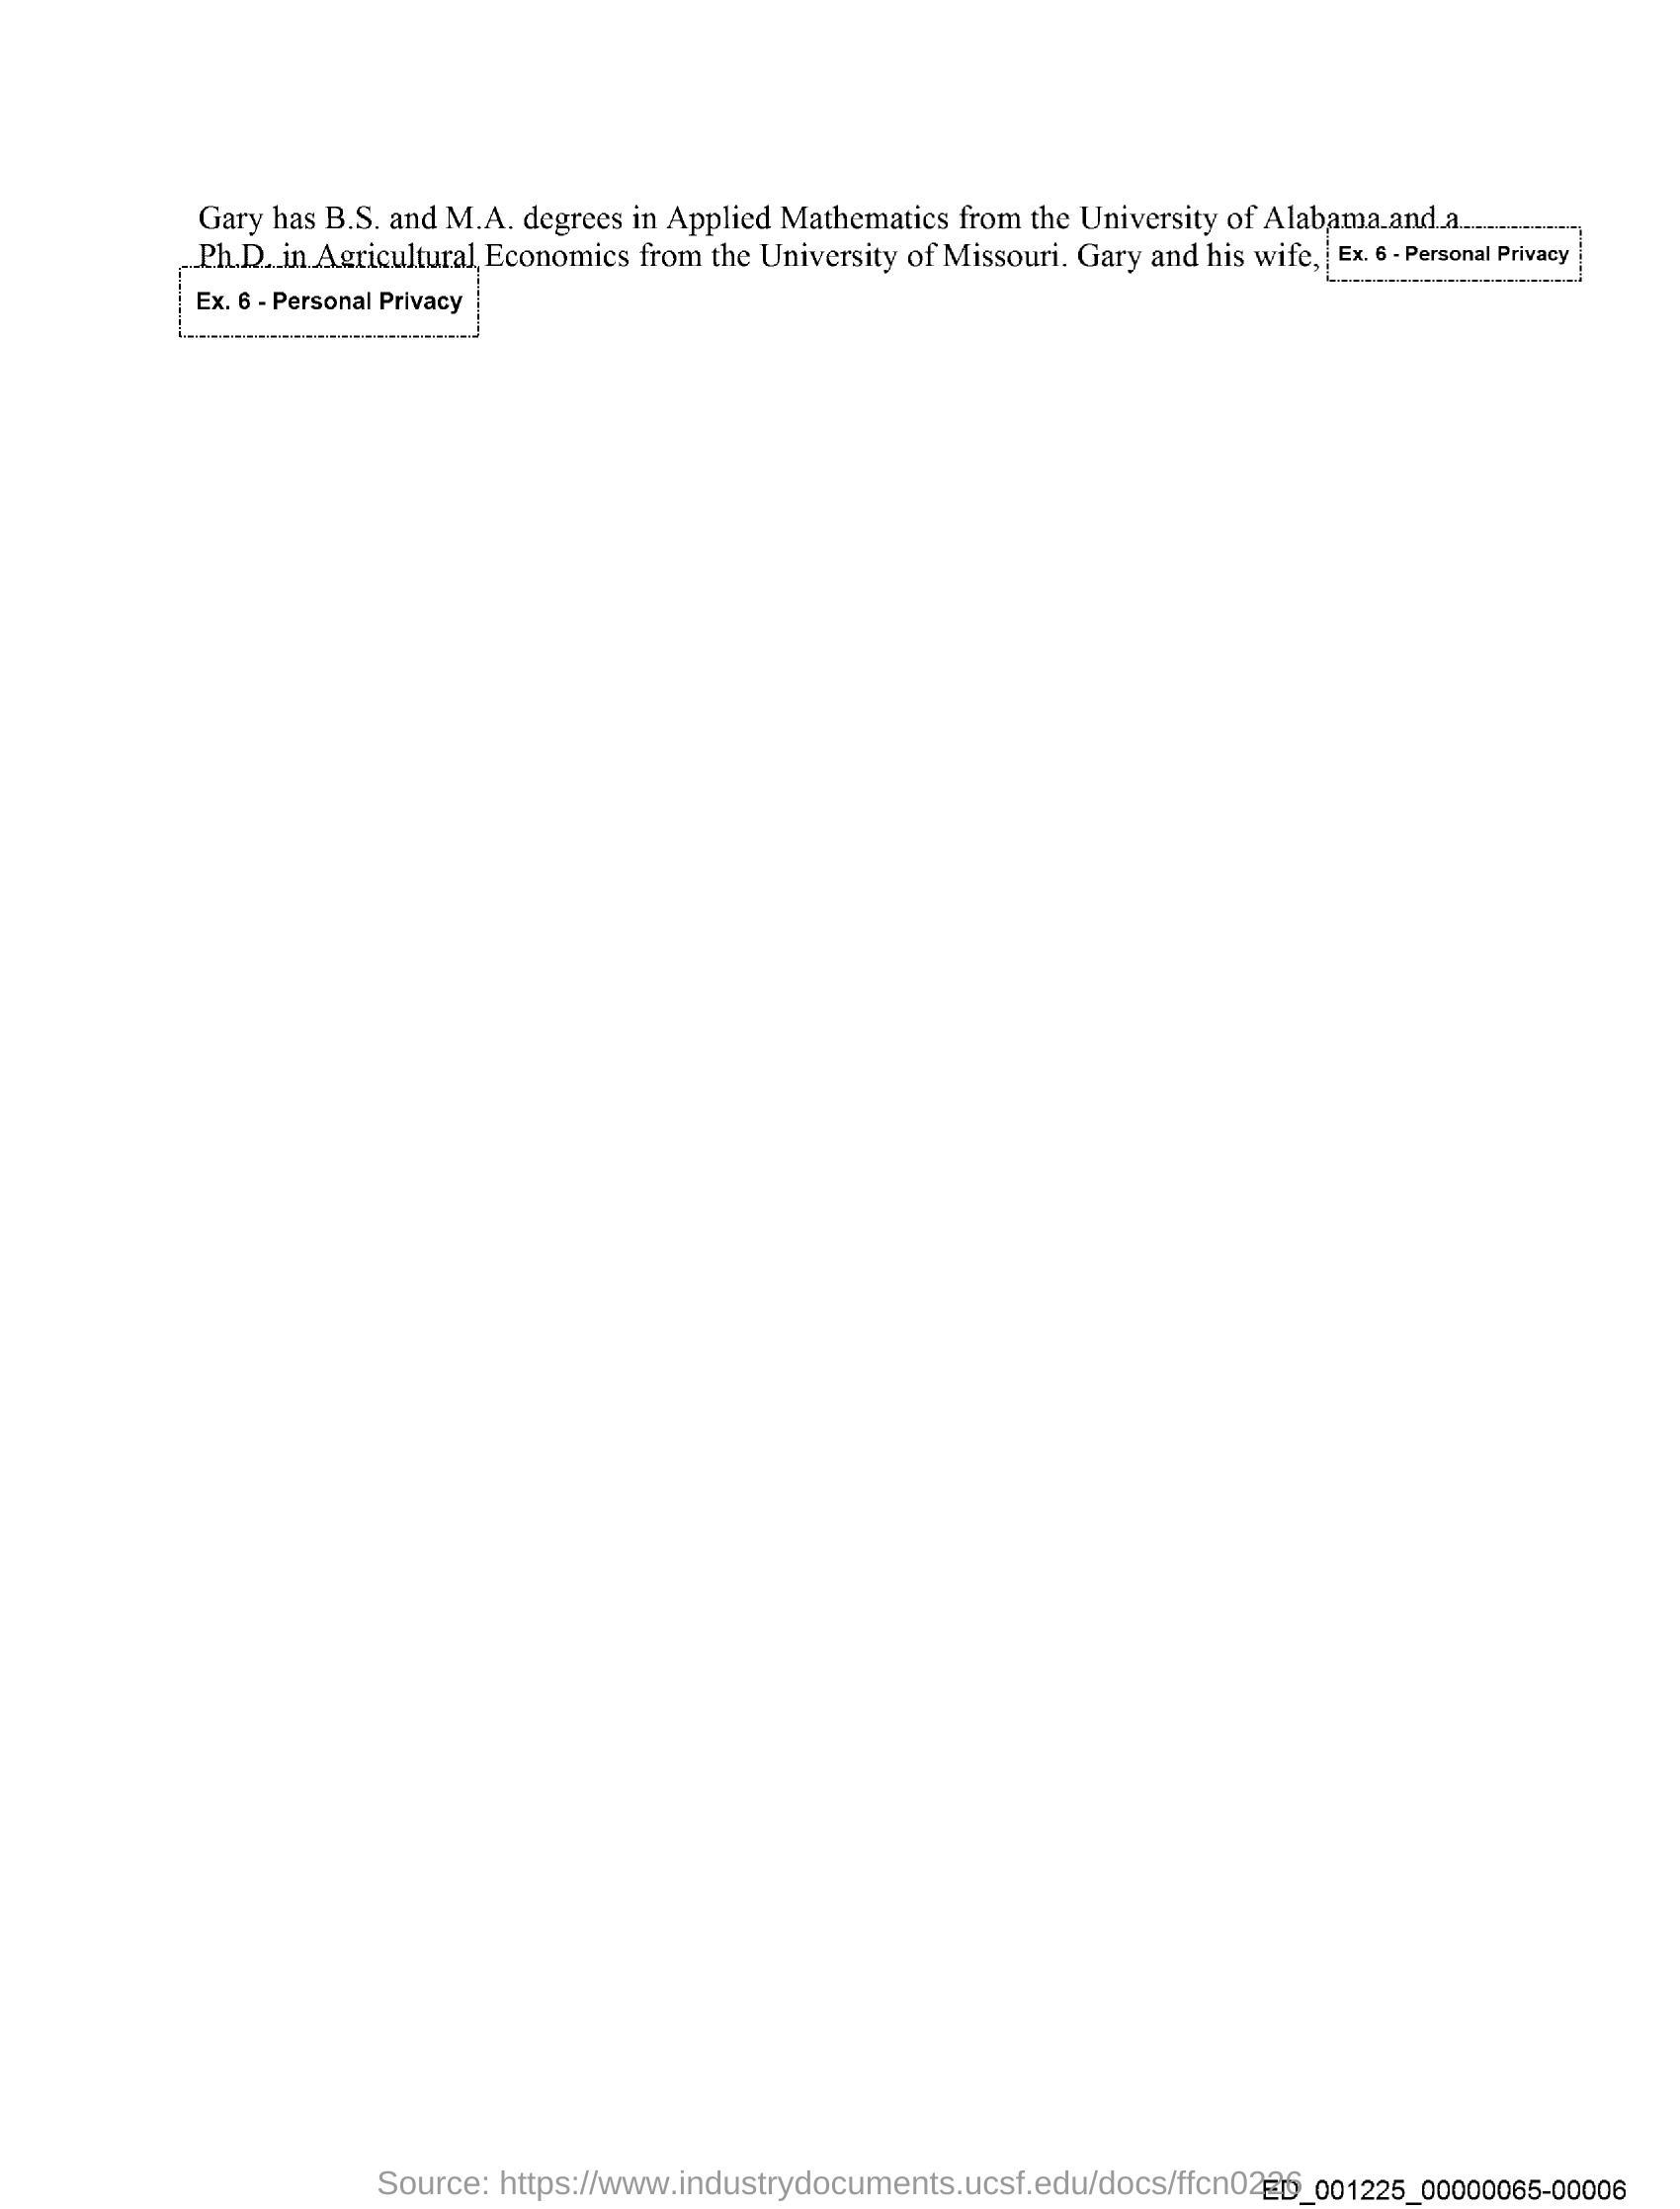 Gary has B.S. and M.A. degrees in Applied Mathematics from the University of Alabama and a
Ph.D. in Agricultural Economics from the University of Missouri. Gary and his wife, Ex. 6 - Personal Privacy
Ex. 6 - Personal Privacy
Source: https://www.industrydocuments.ucsf.edu/docs/ffcn0226
ED_001225_00000065-00006